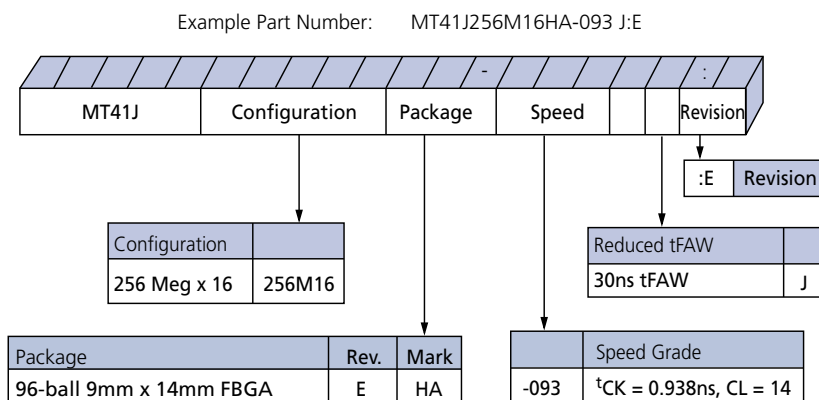 Example Part Number: MT41J256M16HA-093 J:E
- :
MT41J Configuration Package Speed Revision
:E Revision
Configuration
256 Meg x 16 256M16
Reduced tFAW
30ns tFAW J
Package Rev. Mark
96-ball 9mm x 14mm FBGA E HA
Speed Grade
-093 tCK = 0.938ns, CL = 14